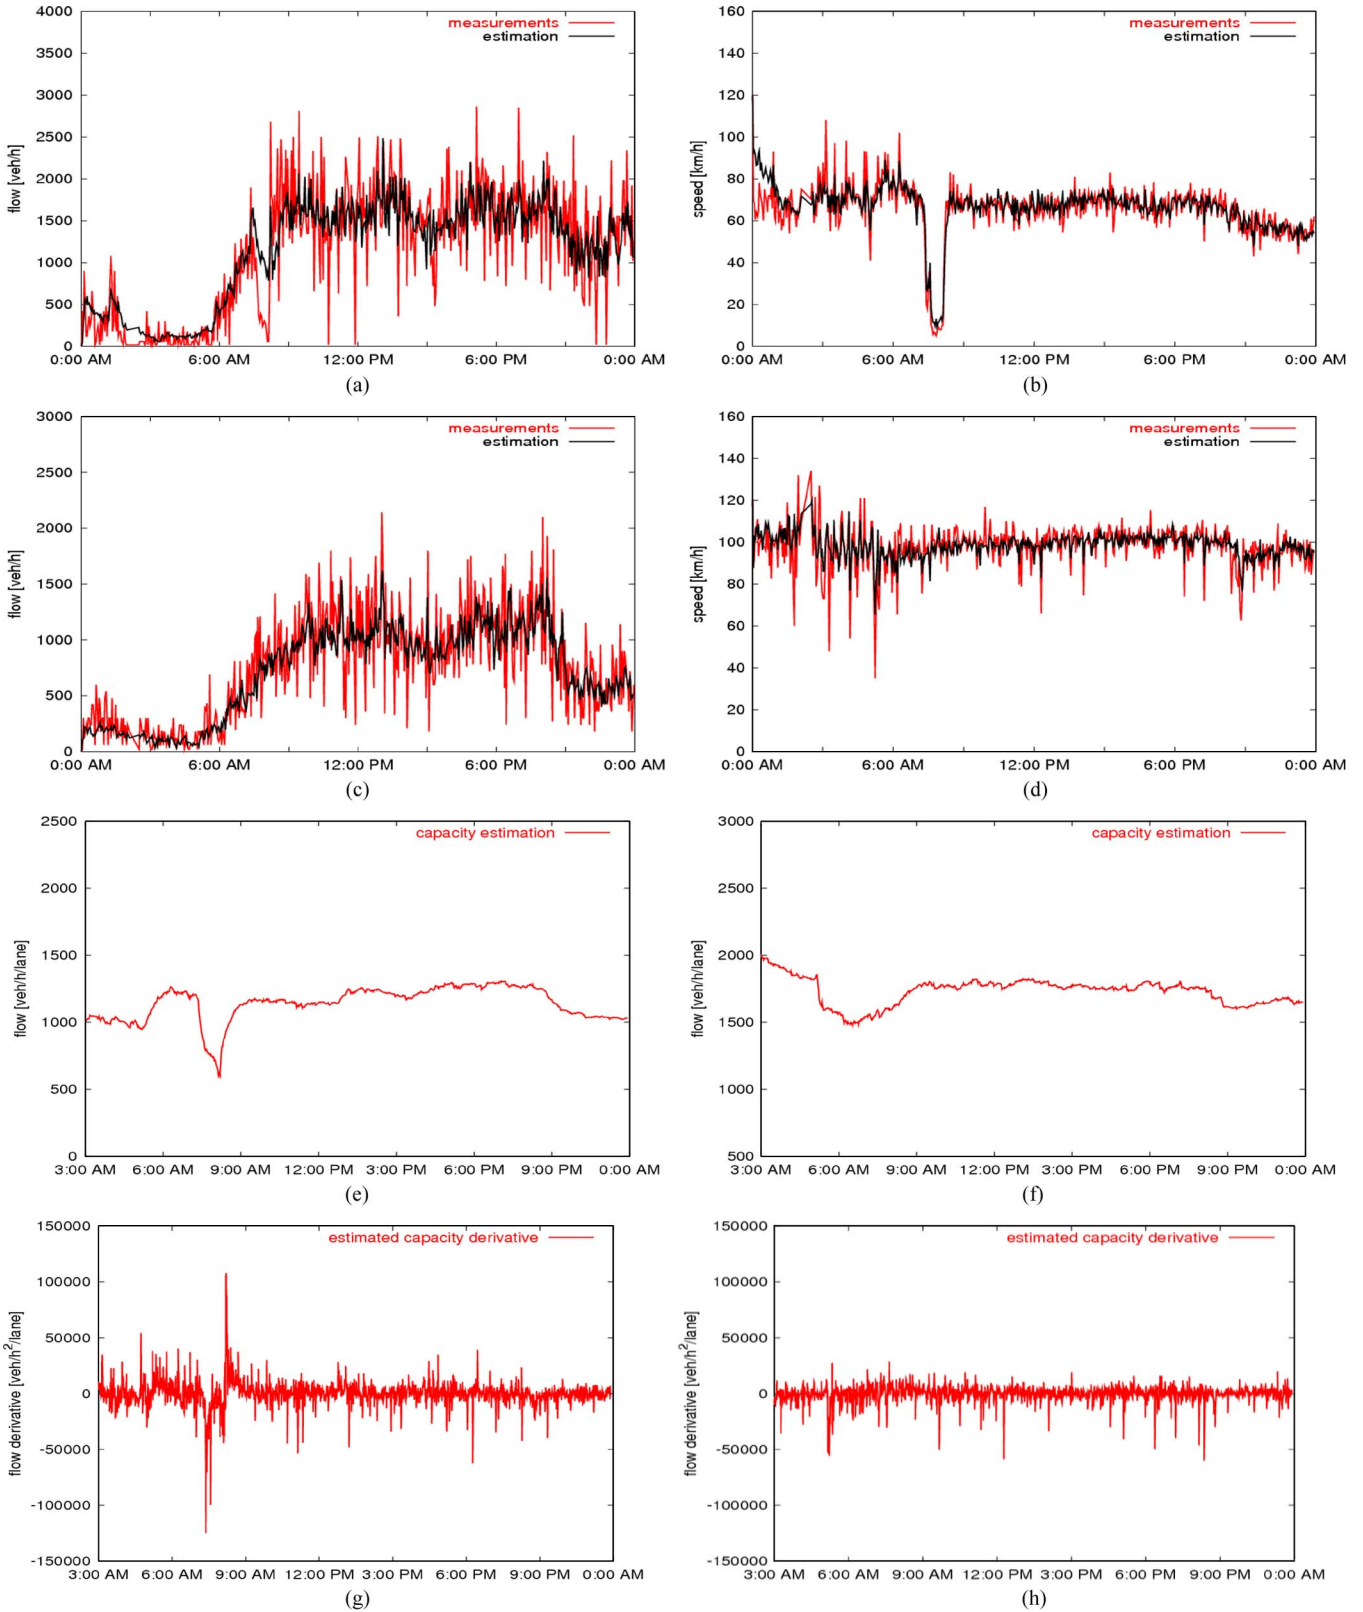 4000
3500
3000
2500
2000
1500
1000
500
0
flow [veh/h]
measurements
estimation
0:00 AM 6:00 AM 12:00 PM 6:00 PM 0:00 AM
(a)
160
140
120
100
80
60
40
20
0
speed [km/h]
measurements
estimation
0:00 AM 6:00 AM 12:00 PM 6:00 PM 0:00 AM
(b)
3000
2500
2000
1500
1000
500
0
flow [veh/h]
measurements
estimation
0:00 AM 6:00 AM 12:00 PM 6:00 PM 0:00 AM
(c)
160
140
120
100
80
60
40
20
0
speed [km/h]
measurements
estimation
0:00 AM 6:00 AM 12:00 PM 6:00 PM 0:00 AM
(d)
2500
2000
1500
1000
500
0
flow [veh/h/lane]
capacity estimation
3:00 AM 6:00 AM 9:00 AM 12:00 PM 3:00 PM 6:00 PM 9:00 PM 0:00 AM
(e)
3000
2500
2000
1500
1000
500
flow [veh/h/lane]
capacity estimation
3:00 AM 6:00 AM 9:00 AM 12:00 PM 3:00 PM 6:00 PM 9:00 PM 0:00 AM
(f)
150000
100000
50000
0
-50000
-100000
-150000
flow derivative [veh/h²/lane]
estimated capacity derivative
3:00 AM 6:00 AM 9:00 AM 12:00 PM 3:00 PM 6:00 PM 9:00 PM 0:00 AM
(g)
150000
100000
50000
0
-50000
-100000
-150000
flow derivative [veh/h²/lane]
estimated capacity derivative
3:00 AM 6:00 AM 9:00 AM 12:00 PM 3:00 PM 6:00 PM 9:00 PM 0:00 AM
(h)